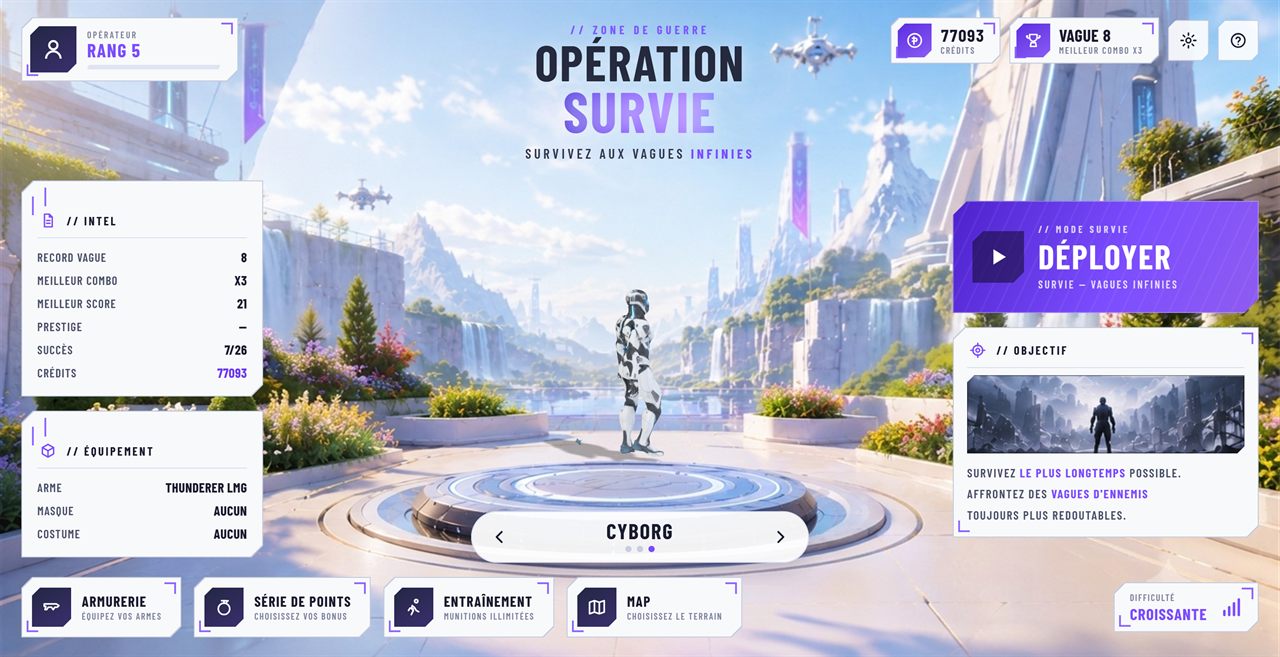 OPÉRATEUR
RANG 5
// ZONE DE GUERRE
OPÉRATION
SURVIE
SURVIVEZ AUX VAGUES INFINIES
77093
CRÉDITS
VAGUE 8
MEILLEUR COMBO X3
// INTEL
RECORD VAGUE 8
MEILLEUR COMBO X3
MEILLEUR SCORE 21
PRESTIGE –
SUCCÈS 7/26
CRÉDITS 77093
// ÉQUIPEMENT
ARME THUNDERER LMG
MASQUE AUCUN
COSTUME AUCUN
// MODE SURVIE
DÉPLOYER
SURVIE – VAGUES INFINIES
// OBJECTIF
SURVIVEZ LE PLUS LONGTEMPS POSSIBLE.
AFFRONTEZ DES VAGUES D'ENNEMIS
TOUJOURS PLUS REDOUTABLES.
CYBORG
ARMURERIE
ÉQUIPEZ VOS ARMES
SÉRIE DE POINTS
CHOISISSEZ VOS BONUS
ENTRAÎNEMENT
MUNITIONS ILLIMITÉES
MAP
CHOISISSEZ LE TERRAIN
DIFFICULTÉ
CROISSANTE